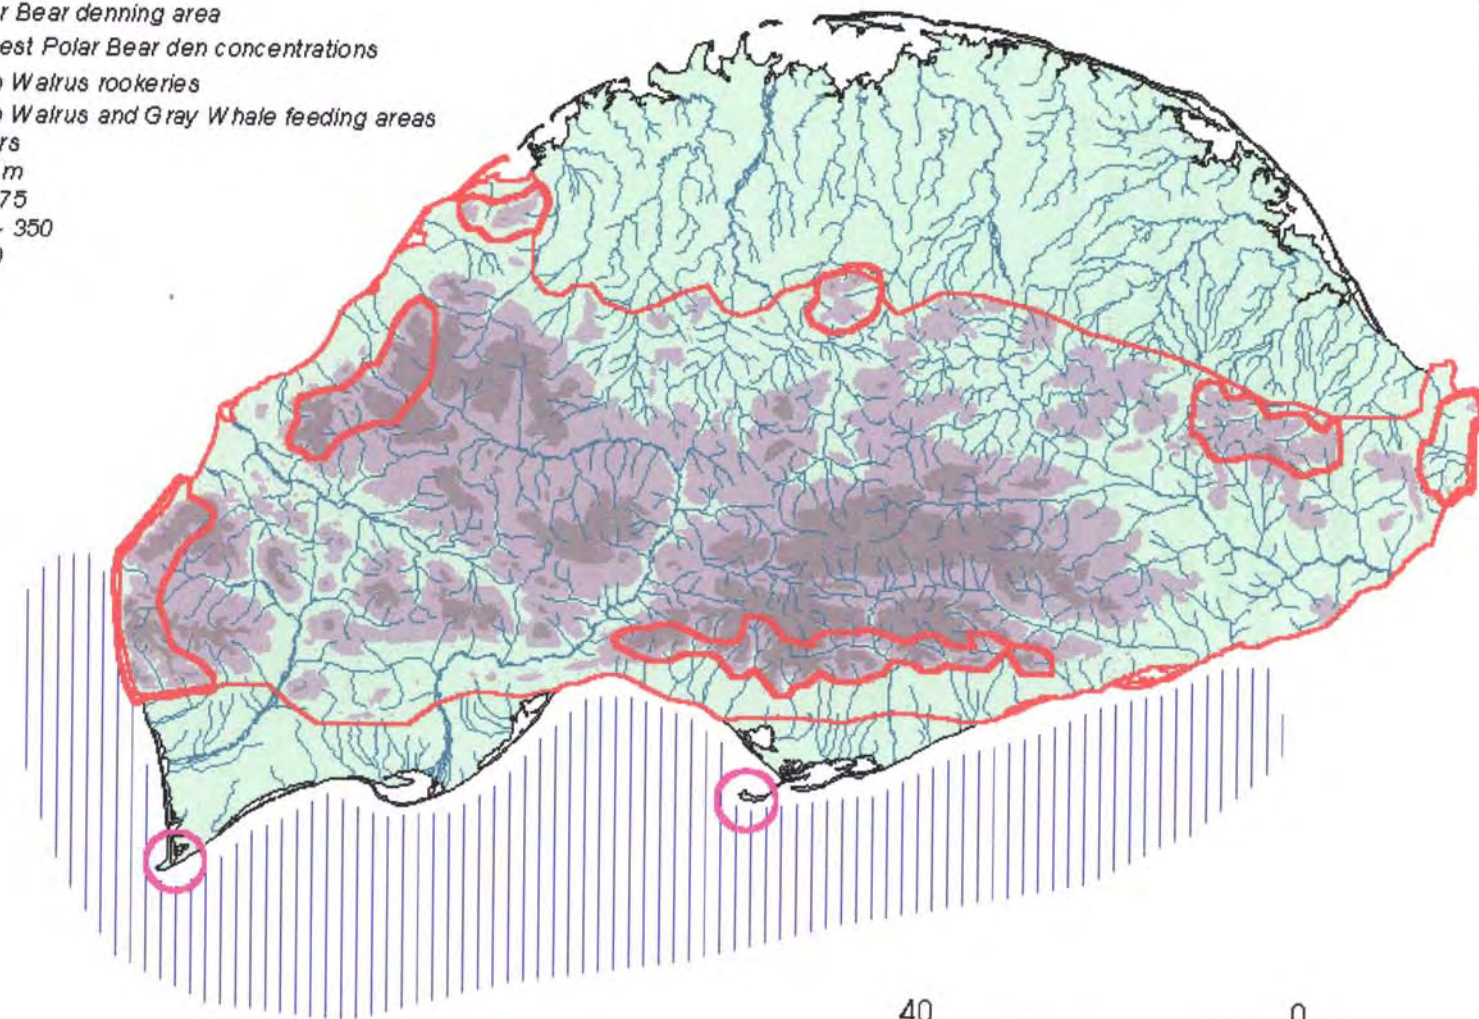 r Bear denning area
est Polar Bear den concentrations
Walrus rookeries
Walrus and Gray Whale feeding areas
rs
m
75
- 350
40
0